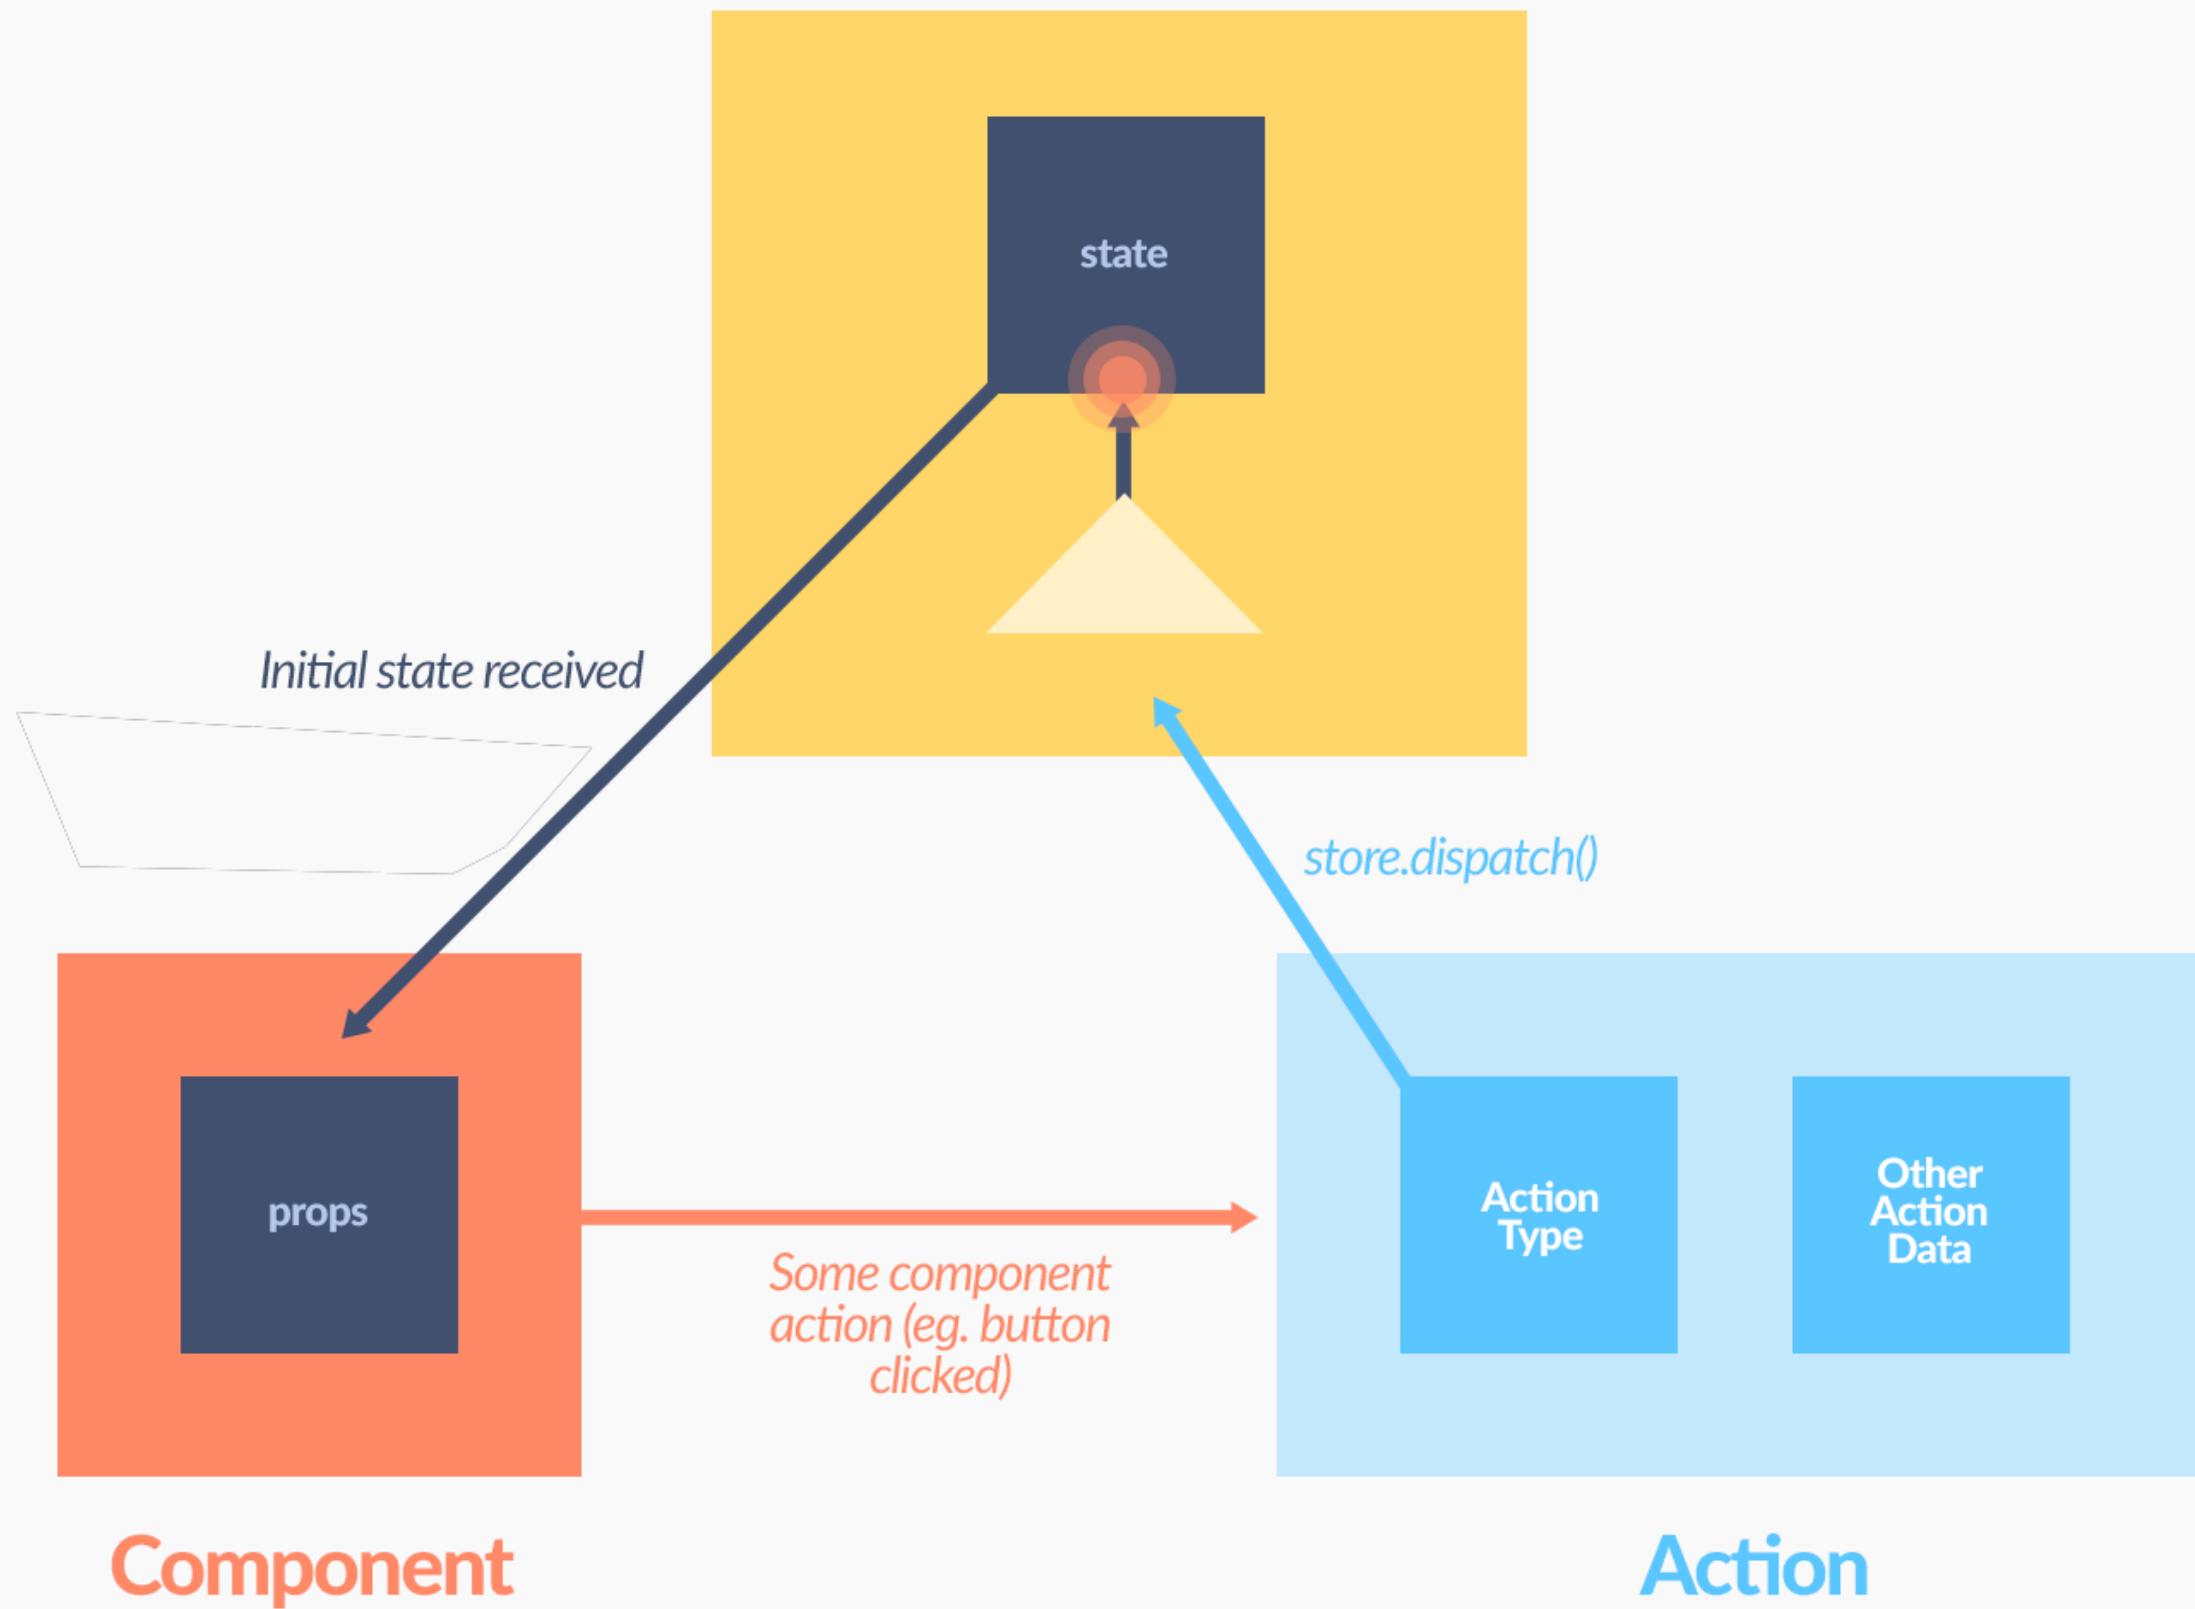 state
Initial state received
store.dispatch()
props
Some component
action (eg. button
clicked)
Action
Type
Other
Action
Data
Component
Action